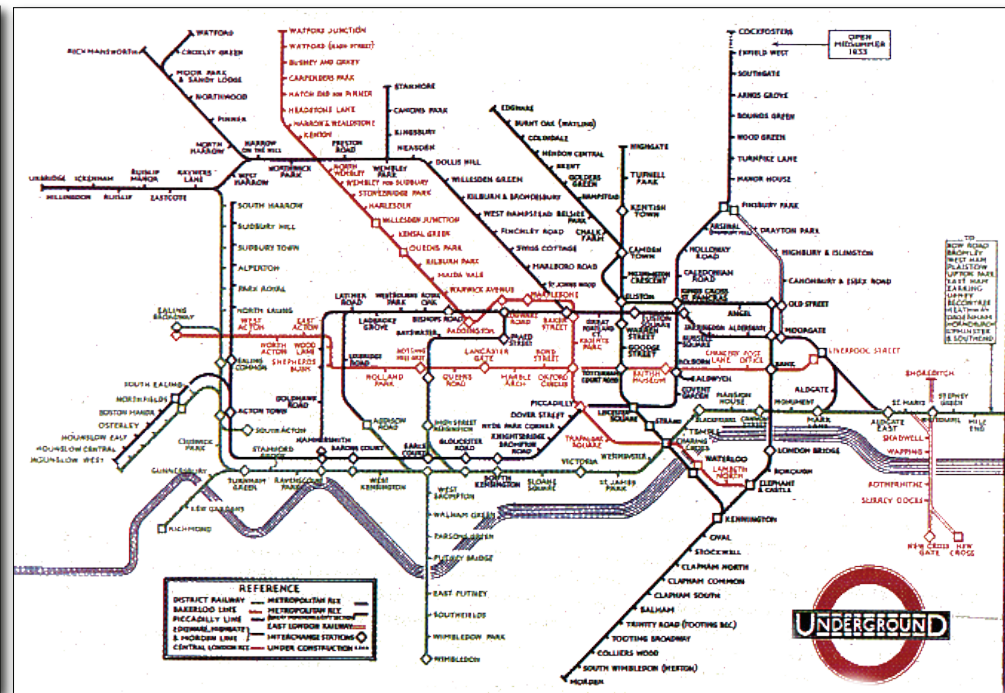 WATFORD
CROXLEY GREEN
RICKMANSWORTH
MOOR PARK
& SANDY LODGE
NORTHWOOD
PINNER
NORTH
HARROW
HARROW
ON THE HILL
NORTHWICK
PARK
PRESTON
ROAD
WEMBLEY
PARK
WEST
HARROW
RAYNERS
LANE
EASTCOTE
RUISLIP
MANOR
RUISLIP
ICKENHAM
HILLINGDON
UXBRIDGE
WATFORD JUNCTION
WATFORD (HIGH STREET)
BUSHEY AND OXHEY
CARPENDERS PARK
HATCH END FOR PINNER
HEADSTONE LANE
HARROW & WEALDSTONE
KENTON
NORTH
WEMBLEY
WEMBLEY FOR SUDBURY
STONEBRIDGE PARK
HARLESDEN
WILLESDEN JUNCTION
KENSAL GREEN
QUEENS PARK
KILBURN PARK
MAIDA VALE
WARWICK AVENUE
PADDINGTON
STANMORE
CANONS PARK
KINGSBURY
NEASDEN
DOLLIS HILL
WILLESDEN GREEN
KILBURN & BRONDESBURY
WEST HAMPSTEAD
FINCHLEY ROAD
SWISS COTTAGE
MARLBORO ROAD
ST. JOHNS WOOD
EDGWARE
BURNT OAK (WATLING)
COLINDALE
HENDON CENTRAL
BRENT
GOLDERS
GREEN
HAMPSTEAD
BELSIZE
PARK
CHALK
FARM
CAMDEN
TOWN
HIGHGATE
TUFNELL
PARK
KENTISH
TOWN
MORNINGTON
CRESCENT
EUSTON
COCKFOSTERS
ENFIELD WEST
SOUTHGATE
ARNOS GROVE
BOUNDS GREEN
WOOD GREEN
TURNPIKE LANE
MANOR HOUSE
FINSBURY PARK
OPEN
MIDSUMMER
1933
ARSENAL
HOLLOWAY
ROAD
CALEDONIAN
ROAD
KINGS CROSS
ST. PANCRAS
DRAYTON PARK
HIGHBURY & ISLINGTON
CANONBURY & ESSEX ROAD
OLD STREET
ANGEL
MOORGATE
ALDERSGATE
FARRINGDON
LIVERPOOL STREET
TO
BOW ROAD
BROMLEY
WEST HAM
PLAISTOW
UPTON PARK
EAST HAM
BARKING
UPNEY
BECONTREE
HEATHWAY
DAGENHAM
HORNCHURCH
UPMINSTER
& SOUTHEND
SOUTH HARROW
SUDBURY HILL
SUDBURY TOWN
ALPERTON
PARK ROYAL
NORTH EALING
EALING
BROADWAY
WEST
ACTON
EAST
ACTON
NORTH
ACTON
WOOD
LANE
SHEPHERDS
BUSH
EALING
COMMON
ACTON TOWN
SOUTH ACTON
SOUTH EALING
NORTHFIELDS
BOSTON MANOR
OSTERLEY
HOUNSLOW EAST
HOUNSLOW CENTRAL
HOUNSLOW WEST
CHISWICK
PARK
GUNNERSBURY
KEW GARDENS
RICHMOND
TURNHAM
GREEN
STAMFORD
BROOK
RAVENSCOURT
PARK
HAMMERSMITH
BARONS COURT
WEST
KENSINGTON
EARLS
COURT
GOLDHAWK
ROAD
UXBRIDGE
ROAD
LATIMER
ROAD
LADBROKE
GROVE
WESTBOURNE
PARK
ROYAL
OAK
BISHOPS ROAD
BAYSWATER
NOTTING
HILL GATE
HOLLAND
PARK
ADDISON
ROAD
HIGH STREET
KENSINGTON
GLOUCESTER
ROAD
SOUTH
KENSINGTON
SLOANE
SQUARE
VICTORIA
ST. JAMES
PARK
WESTMINSTER
CHARING
CROSS
TEMPLE
BLACKFRIARS
MANSION
HOUSE
CANNON
STREET
MONUMENT
MARK
LANE
ALDGATE
ALDGATE
EAST
ST. MARYS
STEPNEY
GREEN
MILE
END
MARYLEBONE
EDGWARE
ROAD
BAKER
STREET
GREAT
PORTLAND
ST.
REGENTS
PARK
EUSTON
SQUARE
WARREN
STREET
GOODGE
STREET
TOTTENHAM
COURT ROAD
RUSSELL
SQUARE
HOLBORN
BRITISH
MUSEUM
CHANCERY
LANE
POST
OFFICE
BANK
QUEENS
ROAD
LANCASTER
GATE
MARBLE
ARCH
BOND
STREET
OXFORD
CIRCUS
ALDWYCH
COVENT
GARDEN
LEICESTER
SQUARE
PICCADILLY
DOVER STREET
HYDE PARK CORNER
KNIGHTSBRIDGE
BROMPTON
ROAD
TRAFALGAR
SQUARE
STRAND
WATERLOO
LAMBETH
NORTH
ELEPHANT
& CASTLE
BOROUGH
LONDON BRIDGE
KENNINGTON
OVAL
STOCKWELL
CLAPHAM NORTH
CLAPHAM COMMON
CLAPHAM SOUTH
BALHAM
TRINITY ROAD (TOOTING BEC)
TOOTING BROADWAY
COLLIERS WOOD
SOUTH WIMBLEDON (MERTON)
MORDEN
WEST
BROMPTON
WALHAM GREEN
PARSONS GREEN
PUTNEY BRIDGE
EAST PUTNEY
SOUTHFIELDS
WIMBLEDON PARK
WIMBLEDON
SHOREDITCH
SHADWELL
WAPPING
ROTHERHITHE
SURREY DOCKS
NEW CROSS
GATE
NEW
CROSS
REFERENCE
DISTRICT RAILWAY
BAKERLOO LINE
PICCADILLY LINE
EDGWARE, HIGHGATE
& MORDEN LINE
CENTRAL LONDON RLY.
METROPOLITAN RLY.
METROPOLITAN RLY.
EAST LONDON RAILWAY
INTERCHANGE STATIONS
UNDER CONSTRUCTION
UNDERGROUND